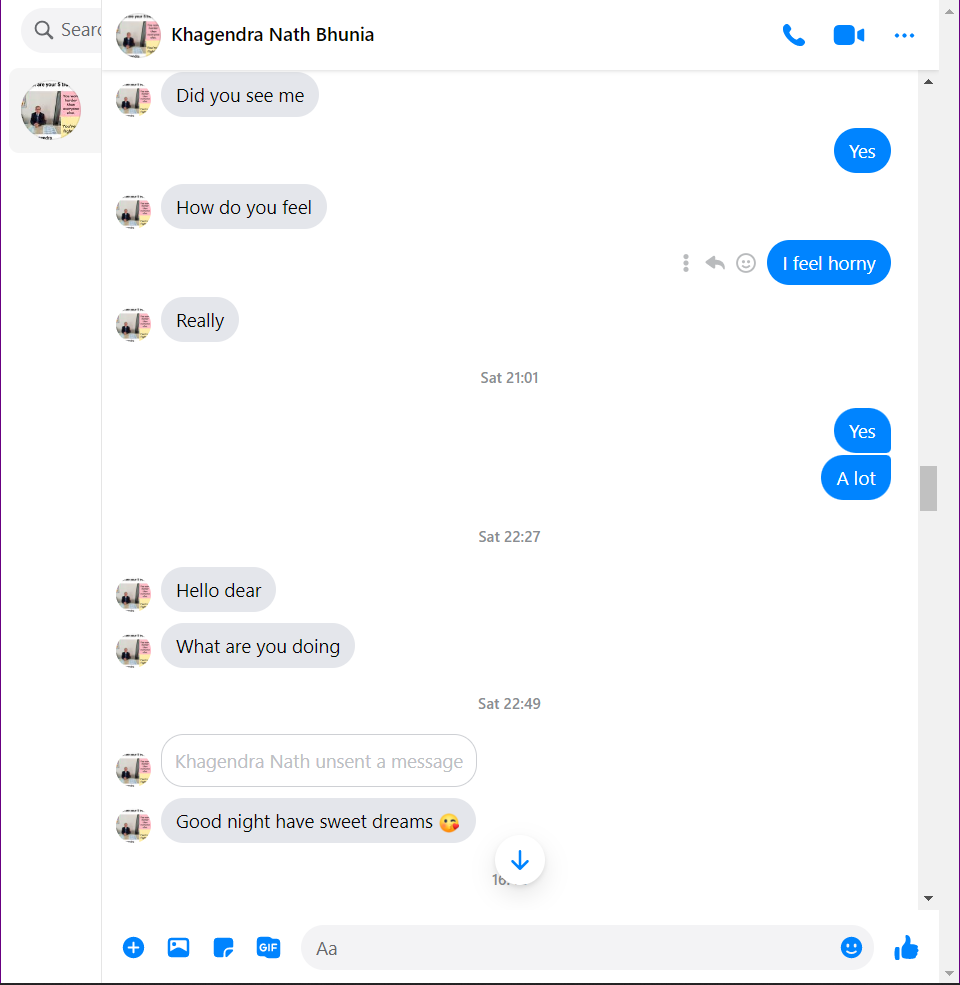 Searc
Khagendra Nath Bhunia
Did you see me
Yes
How do you feel
I feel horny
Really
Sat 21:01
Yes
A lot
Sat 22:27
Hello dear
What are you doing
Sat 22:49
Khagendra Nath unsent a message
Good night have sweet dreams 😘
GIF
Aa